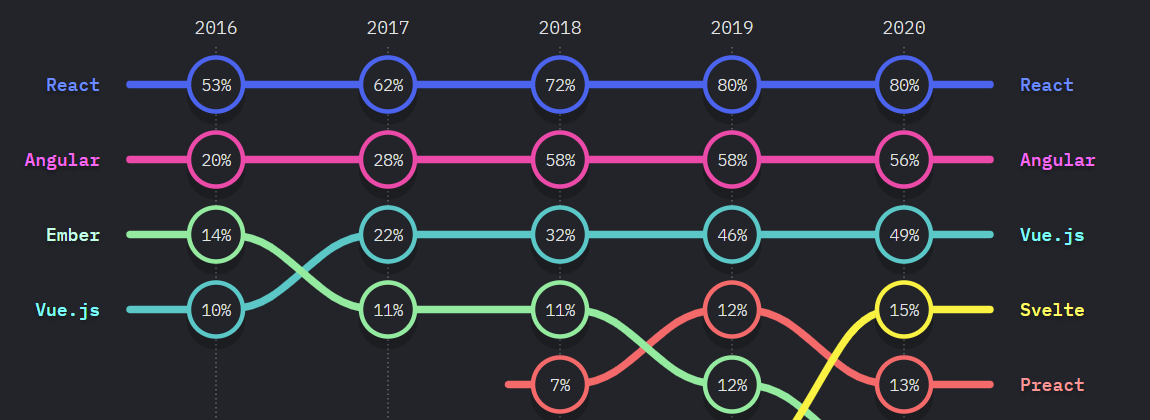 2016 2017 2018 2019 2020
React 53% 62% 72% 80% 80% React
Angular 20% 28% 58% 58% 56% Angular
Ember 14% 22% 32% 46% 49% Vue.js
Vue.js 10% 11% 11% 12% 15% Svelte
7% 12% 13% Preact